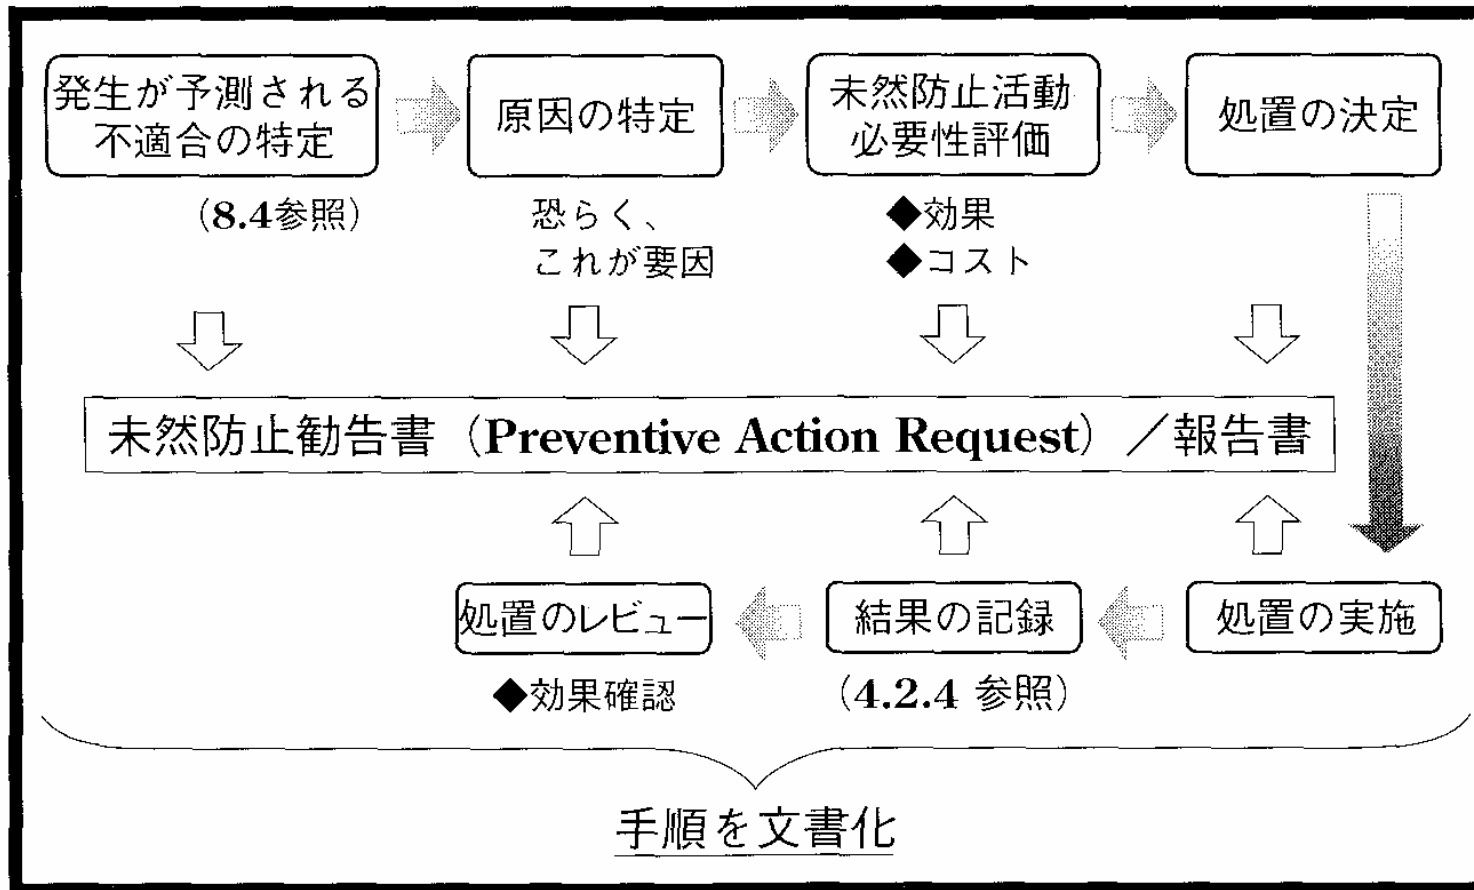 発生が予測される
不適合の特定
原因の特定
未然防止活動
必要性評価
処置の決定
（8.4参照）
恐らく、
これが要因
◆効果
◆コスト
未然防止勧告書（Preventive Action Request）／報告書
処置のレビュー
結果の記録
処置の実施
◆効果確認
（4.2.4 参照）
手順を文書化